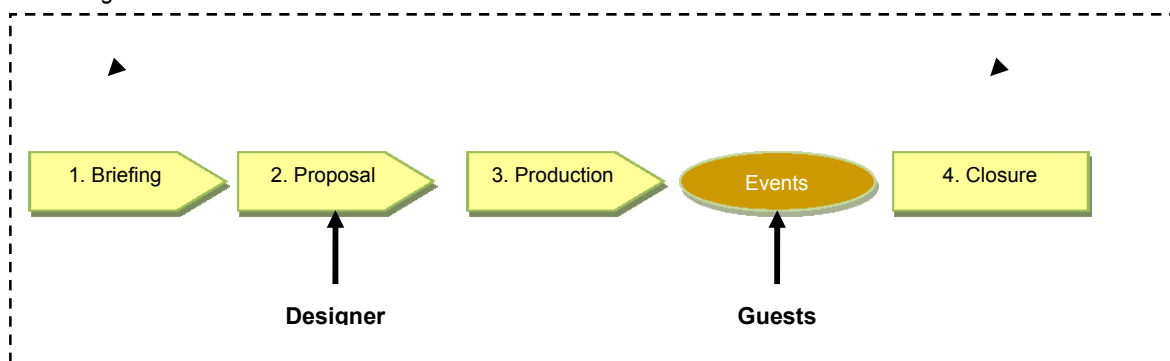 1. Briefing
2. Proposal
3. Production
Events
4. Closure
Designer
Guests